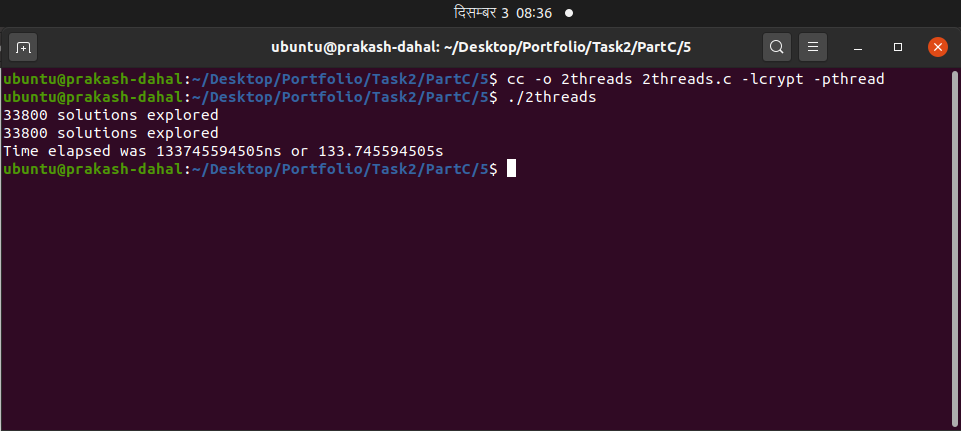 दिसम्बर 3 08:36
ubuntu@prakash-dahal: ~/Desktop/Portfolio/Task2/PartC/5
ubuntu@prakash-dahal:~/Desktop/Portfolio/Task2/PartC/5$ cc -o 2threads 2threads.c -lcrypt -pthread
ubuntu@prakash-dahal:~/Desktop/Portfolio/Task2/PartC/5$ ./2threads
33800 solutions explored
33800 solutions explored
Time elapsed was 133745594505ns or 133.745594505s
ubuntu@prakash-dahal:~/Desktop/Portfolio/Task2/PartC/5$